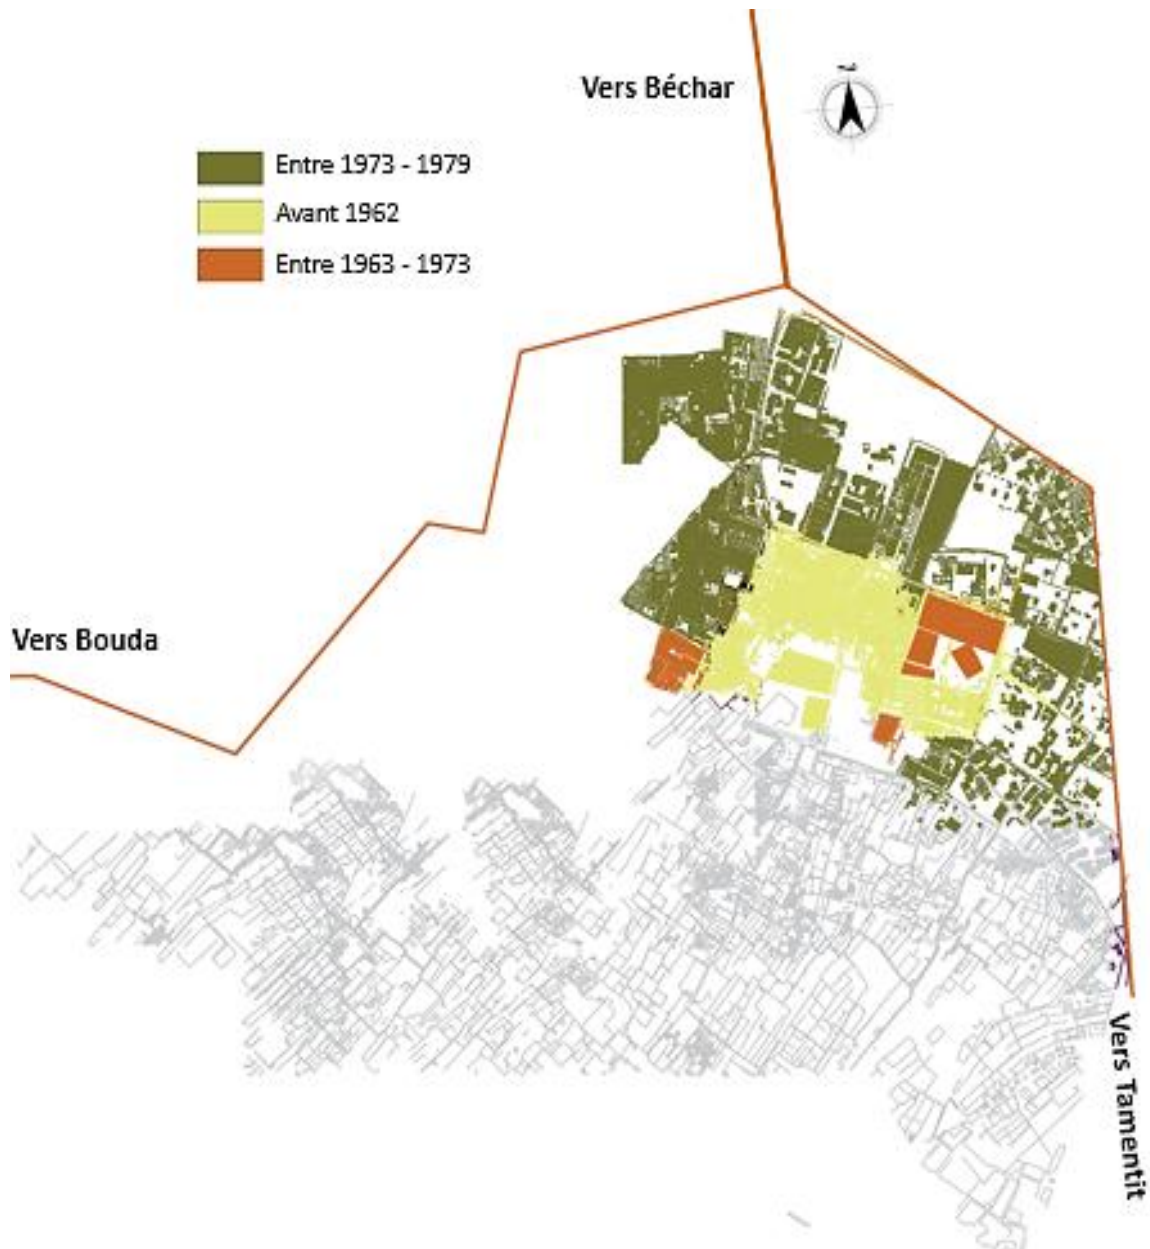 Vers Béchar
Entre 1973 - 1979
Avant 1962
Entre 1963 - 1973
Vers Bouda
Vers Tamentit